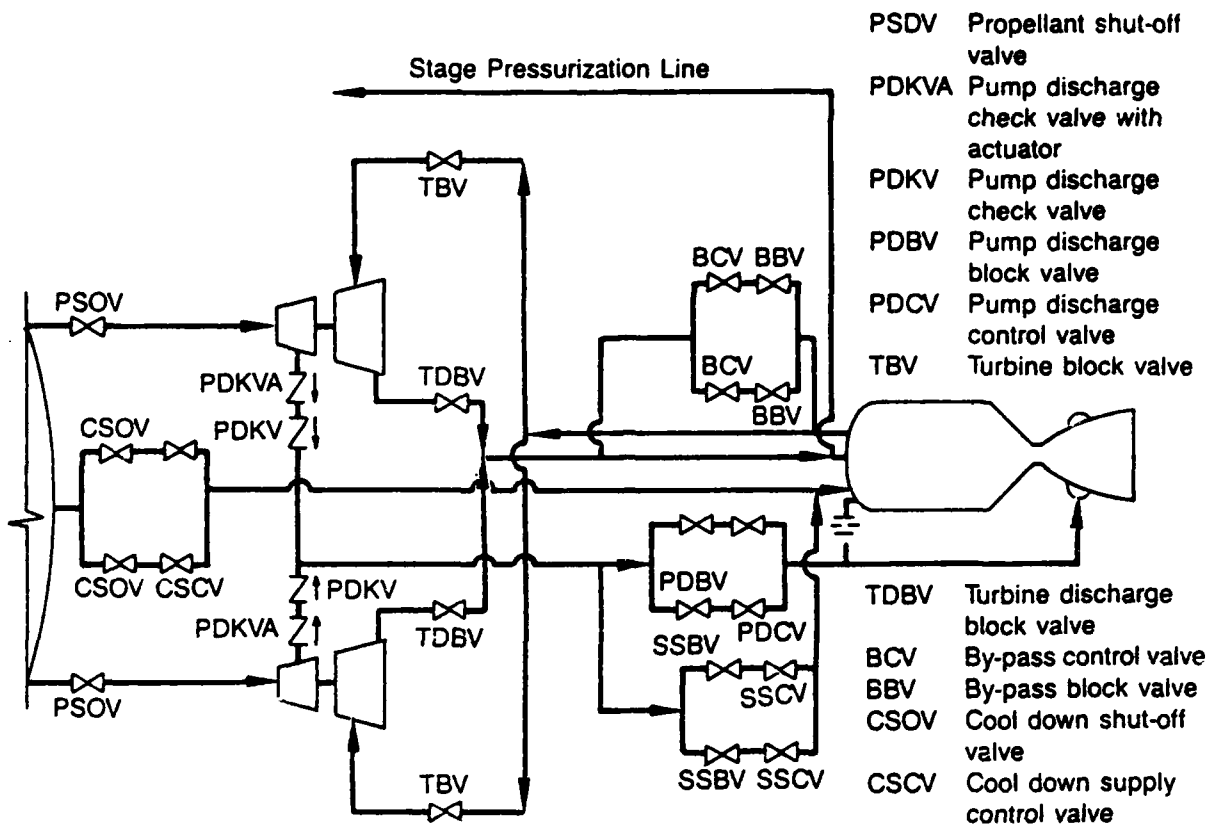 PSDV Propellant shut-off
valve
Stage Pressurization Line
PDKVA Pump discharge
check valve with
actuator
TBV
PDKV Pump discharge
check valve
BCV BBV
PDBV Pump discharge
block valve
PSOV
PDCV Pump discharge
control valve
BCV
BBV
TBV Turbine block valve
PDKVA
TDBV
PDKV
CSOV
CSOV CSCV
PDKV
PDKVA
TDBV
PDBV
PDCV
SSBV
SSCV
SSBV SSCV
PSOV
TBV
TDBV Turbine discharge
block valve
BCV By-pass control valve
BBV By-pass block valve
CSOV Cool down shut-off
valve
CSCV Cool down supply
control valve